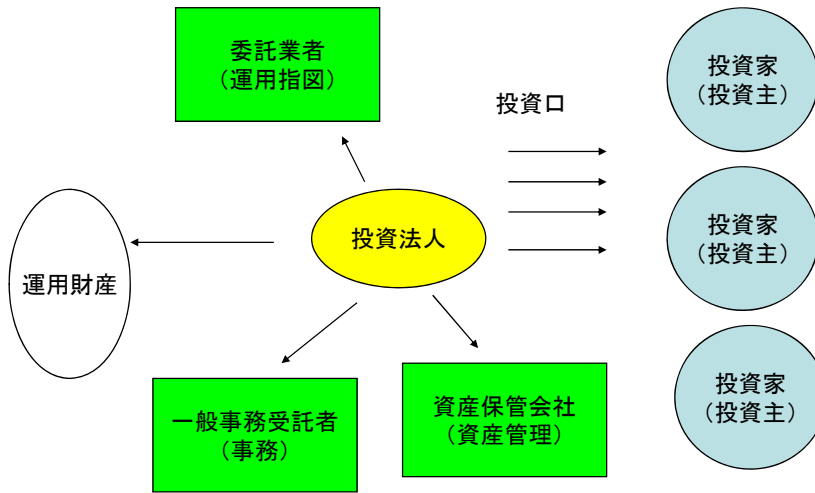 委託業者
（運用指図）
投資口
投資家
（投資主）
投資法人
投資家
（投資主）
運用財産
一般事務受託者
（事務）
資産保管会社
（資産管理）
投資家
（投資主）